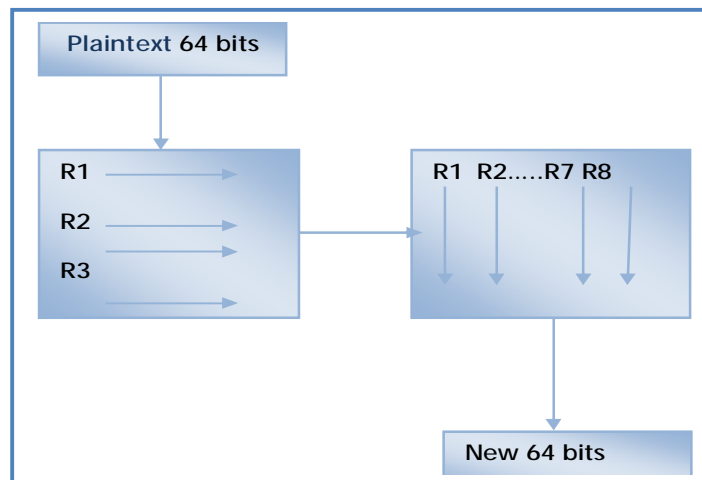 Plaintext 64 bits
R1
R2
R3
R1 R2.....R7 R8
New 64 bits